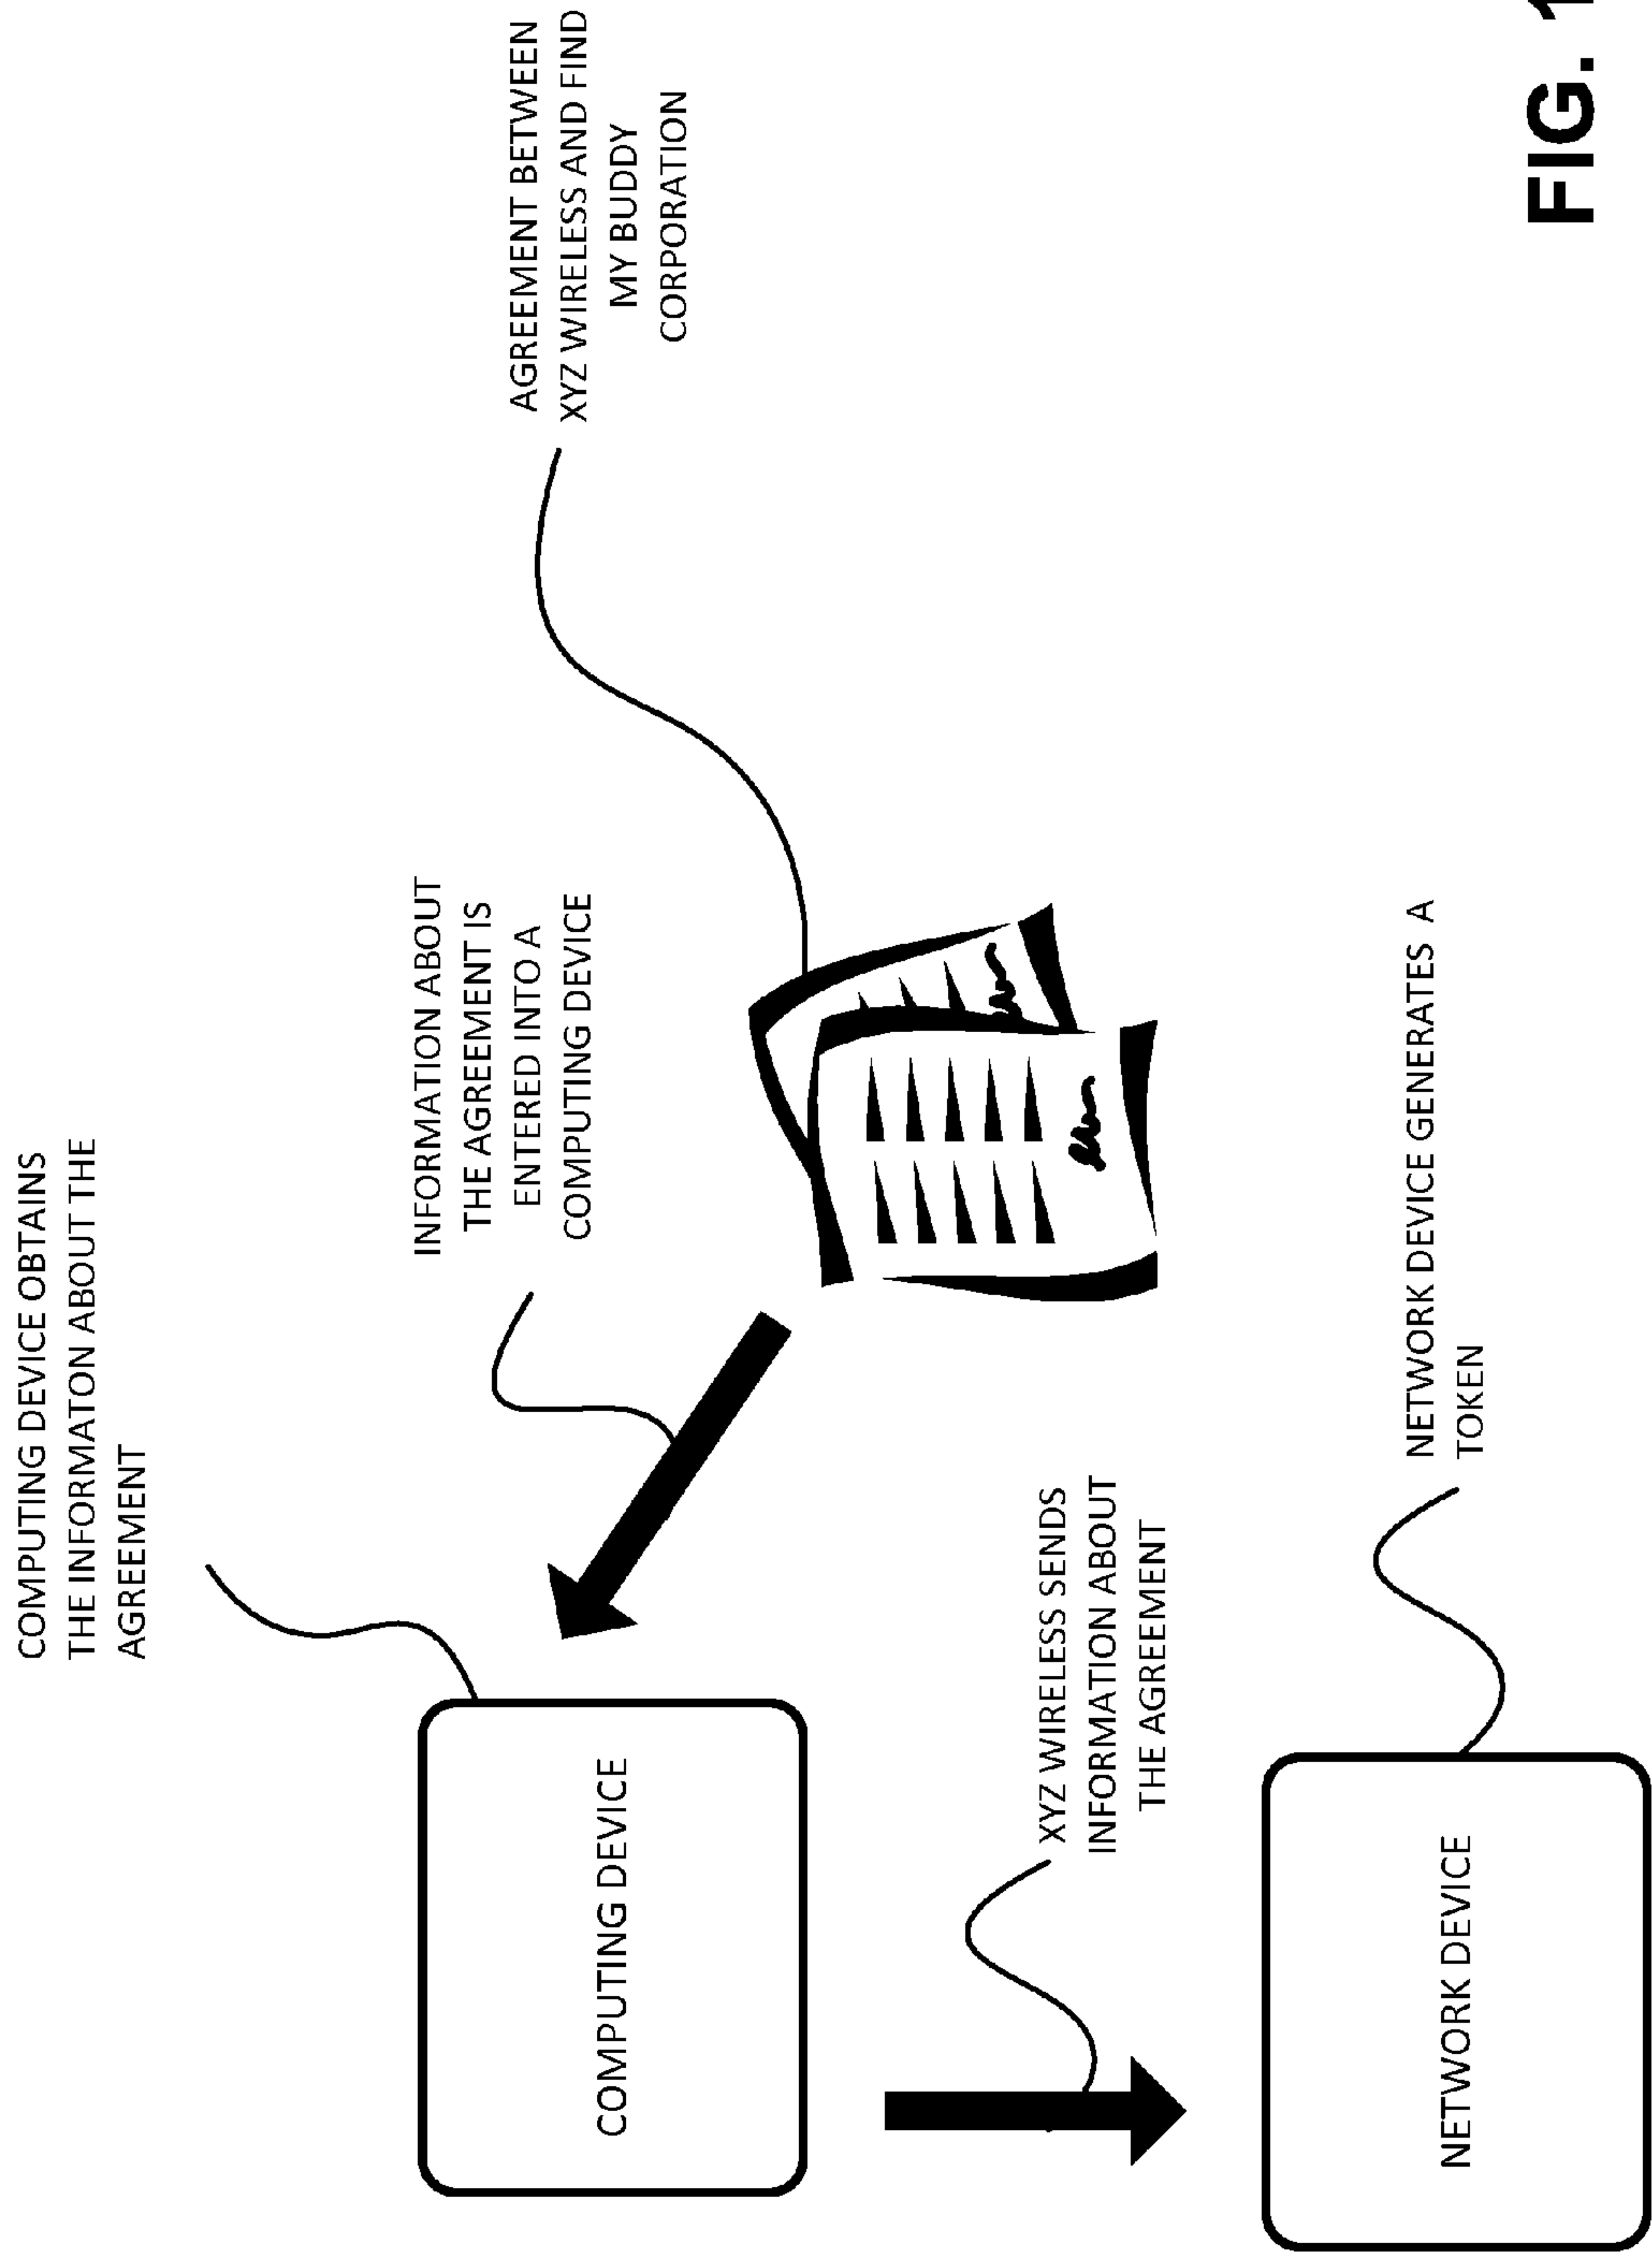 COMPUTING DEVICE OBTAINS
THE INFORMATON ABOUT THE
AGREEMENT
INFORMATION ABOUT
THE AGREEMENT IS
ENTERED INTO A
COMPUTING DEVICE
AGREEMENT BETWEEN
XYZ WIRELESS AND FIND
MY BUDDY
CORPORATION
COMPUTING DEVICE
XYZ WIRELESS SENDS
INFORMATION ABOUT
THE AGREEMENT
NETWORK DEVICE GENERATES A
TOKEN
NETWORK DEVICE
FIG. 1